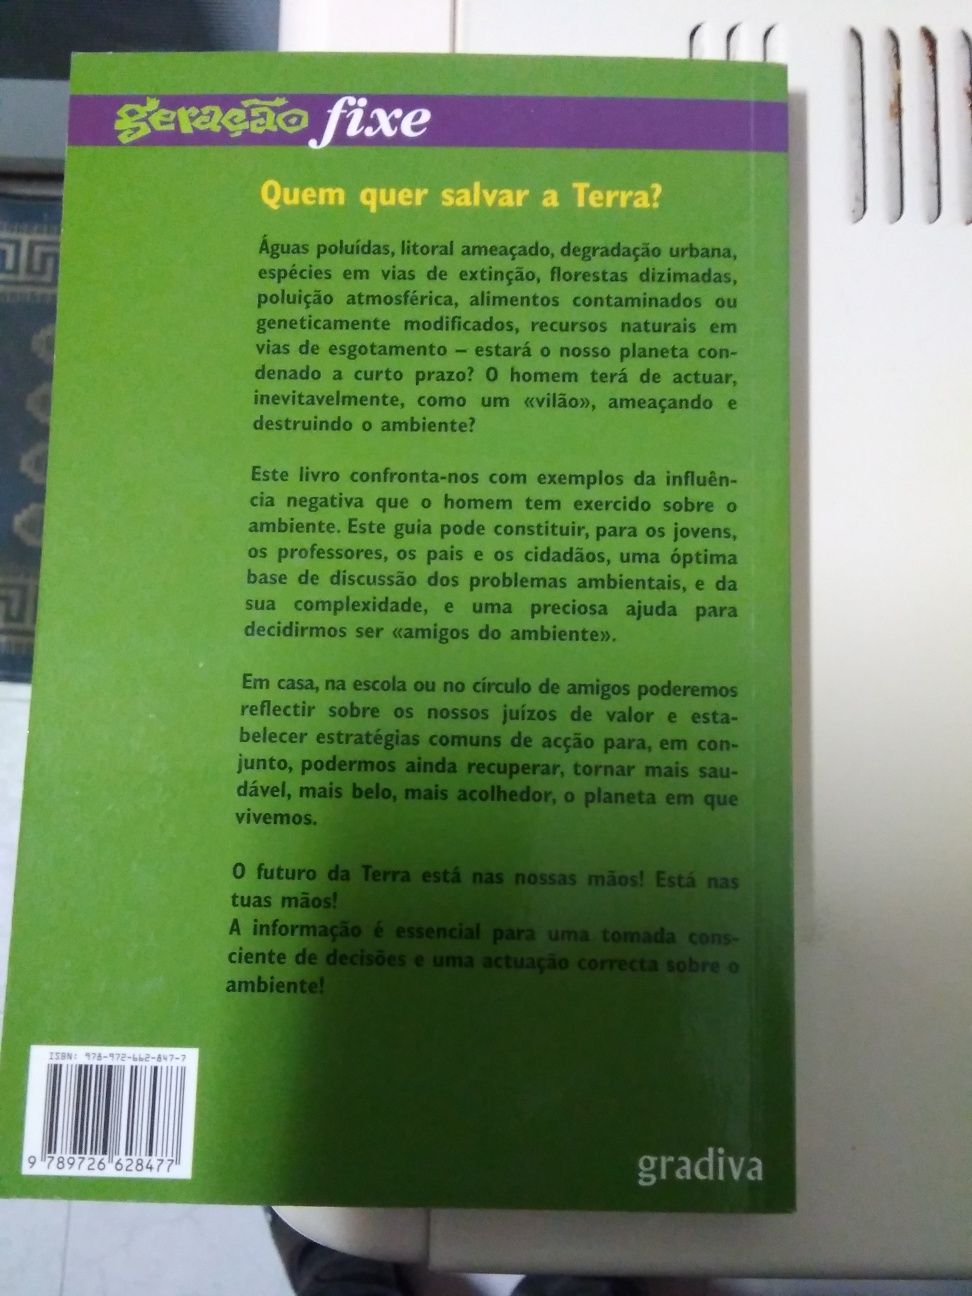 geração fixe
Quem quer salvar a Terra?
Águas poluídas, litoral ameaçado, degradação urbana,
espécies em vias de extinção, florestas dizimadas,
poluição atmosférica, alimentos contaminados ou
geneticamente modificados, recursos naturais em
vias de esgotamento – estará o nosso planeta con-
denado a curto prazo? O homem terá de actuar,
inevitavelmente, como um «vilão», ameaçando e
destruindo o ambiente?
Este livro confronta-nos com exemplos da influên-
cia negativa que o homem tem exercido sobre o
ambiente. Este guia pode constituir, para os jovens,
os professores, os pais e os cidadãos, uma óptima
base de discussão dos problemas ambientais, e da
sua complexidade, e uma preciosa ajuda para
decidirmos ser «amigos do ambiente».
Em casa, na escola ou no círculo de amigos poderemos
reflectir sobre os nossos juízos de valor e esta-
belecer estratégias comuns de acção para, em con-
junto, podermos ainda recuperar, tornar mais sau-
dável, mais belo, mais acolhedor, o planeta em que
vivemos.
O futuro da Terra está nas nossas mãos! Está nas
tuas mãos!
A informação é essencial para uma tomada cons-
ciente de decisões e uma actuação correcta sobre o
ambiente!
ISBN: 978-972-662-847-7
9 789726 628477
gradiva